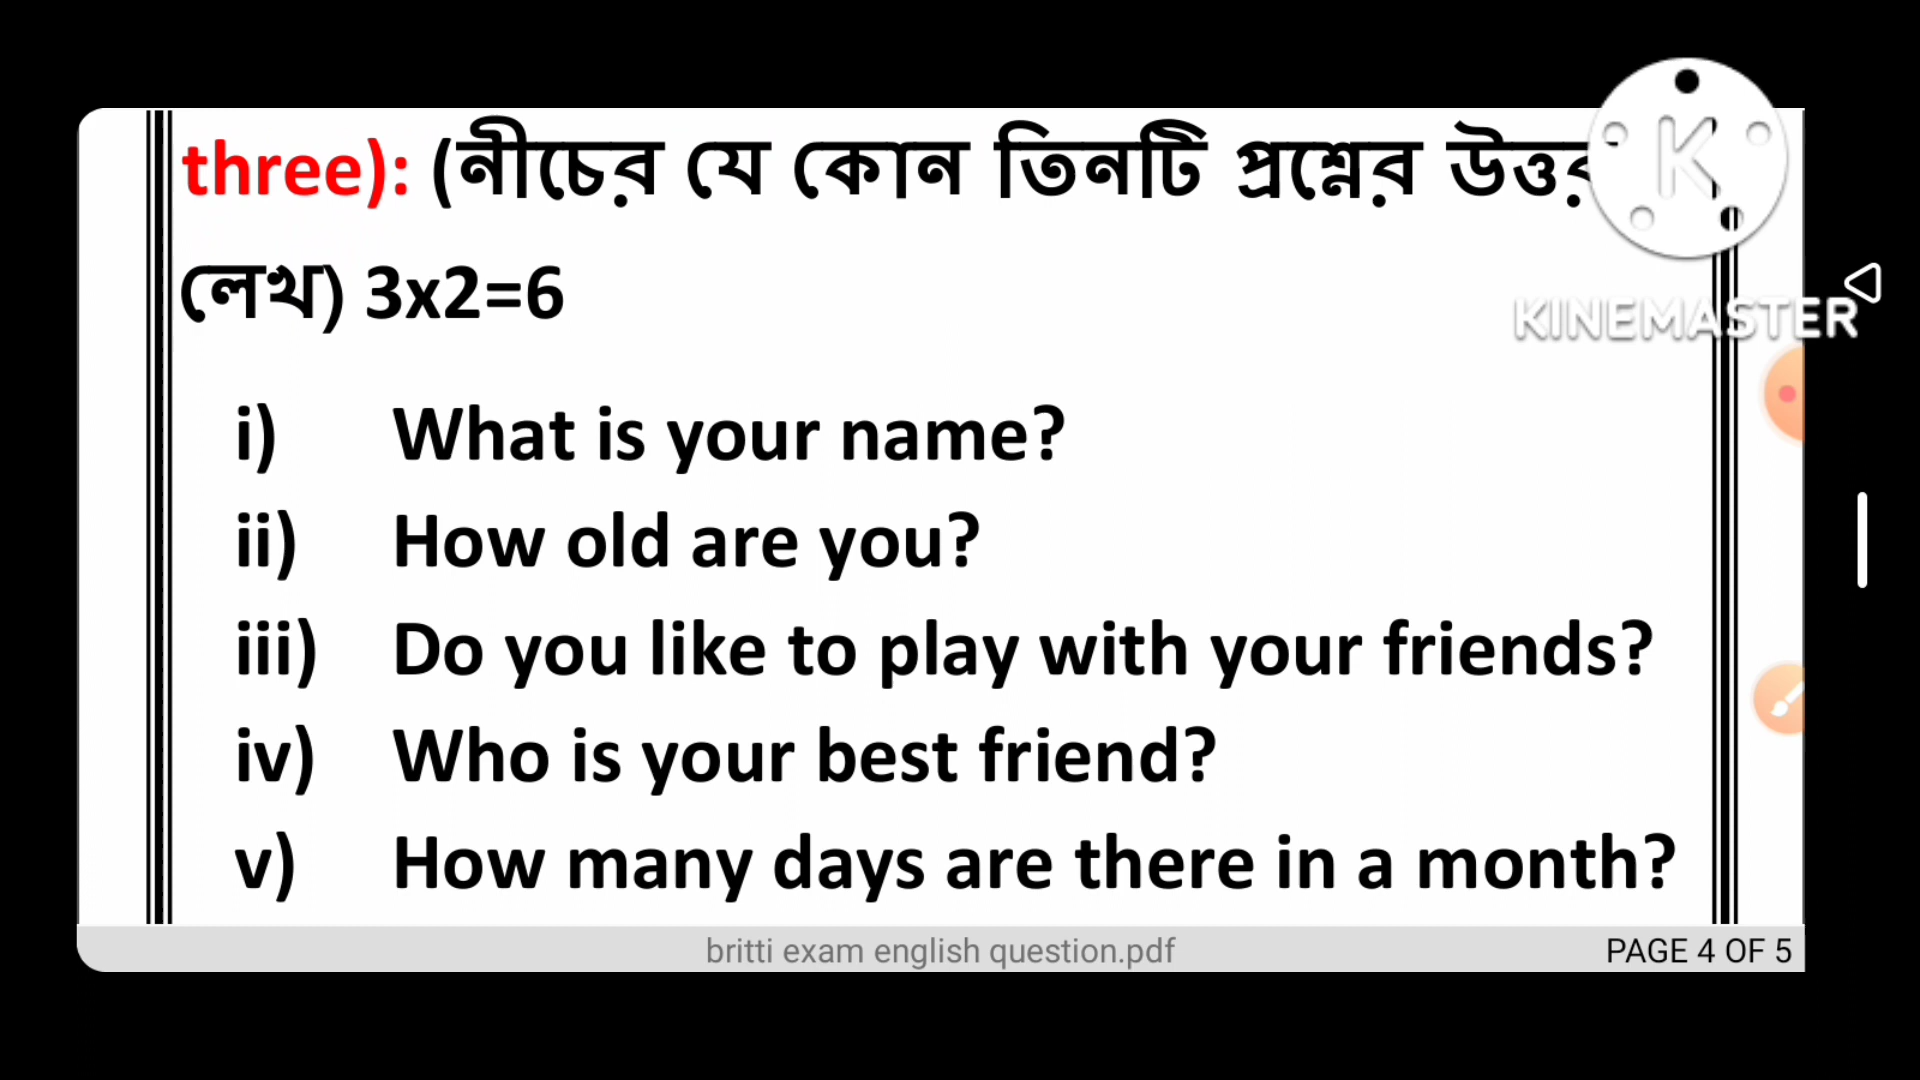 three): (নীচের যে কোন তিনটি প্রশ্নের উত্তর
লেখ) 3x2=6
KINEMASTER
i) What is your name?
ii) How old are you?
iii) Do you like to play with your friends?
iv) Who is your best friend?
v) How many days are there in a month?
britti exam english question.pdf PAGE 4 OF 5